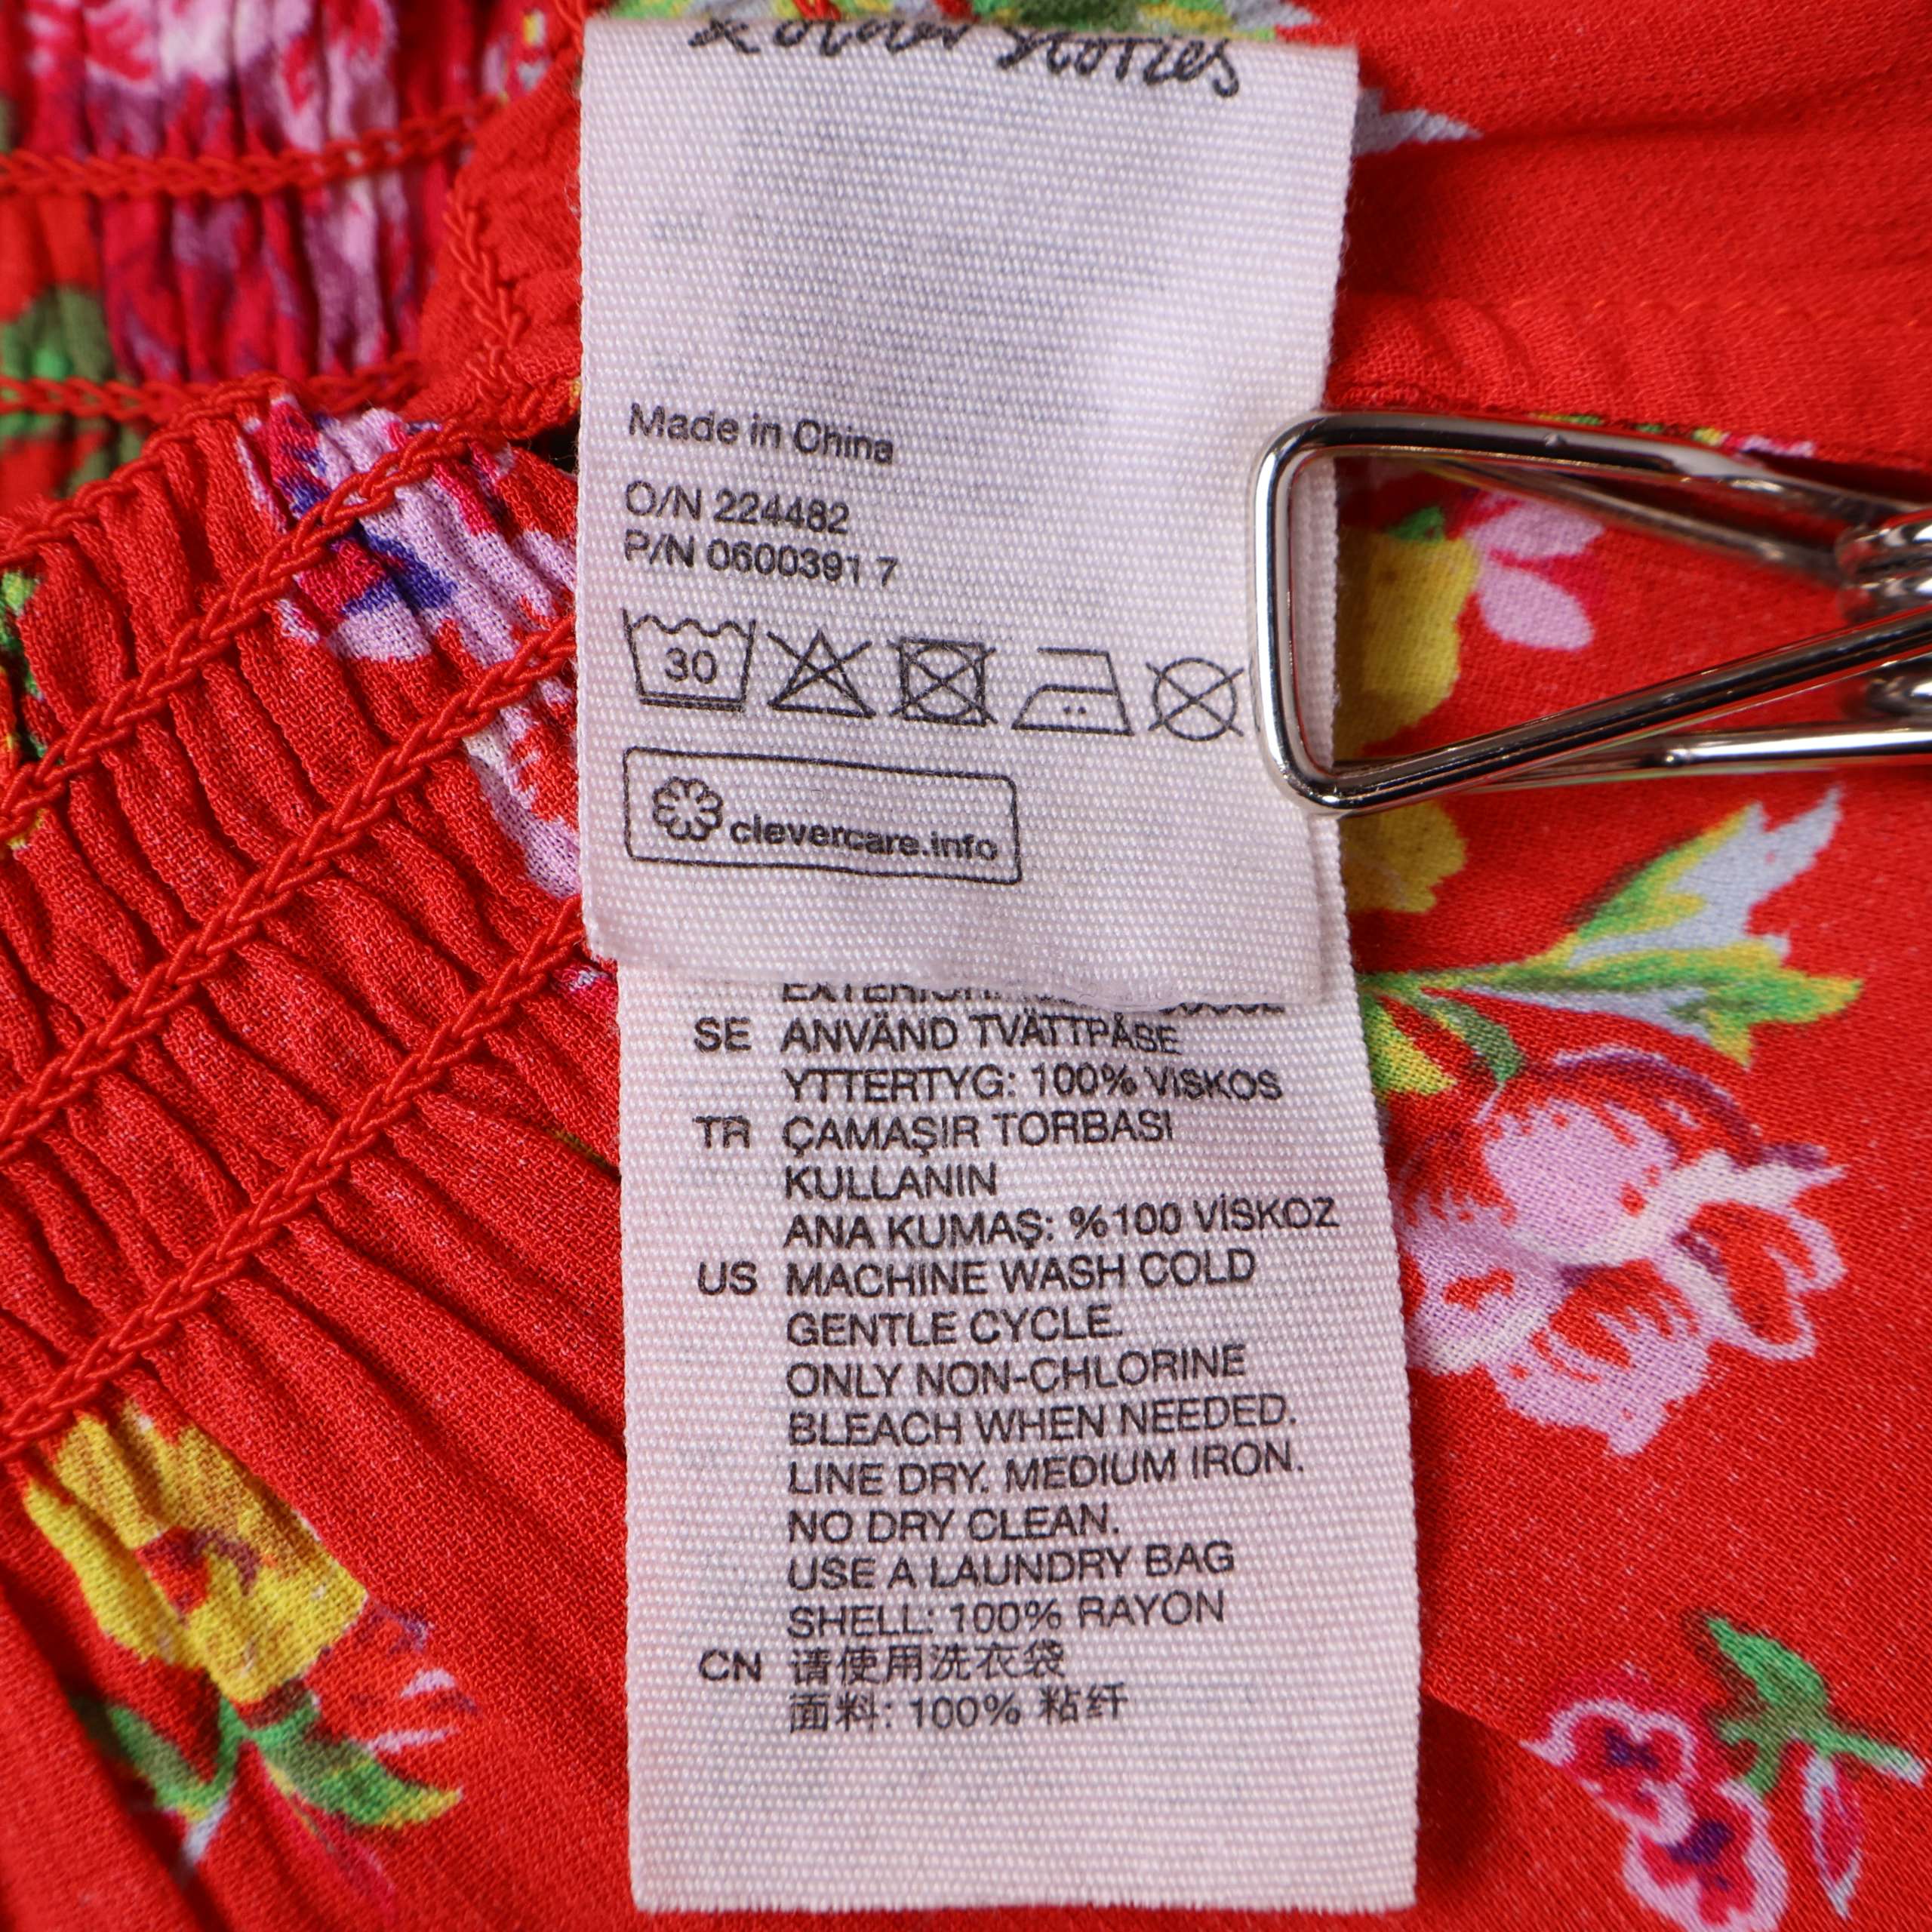 & other Stories
Made in China
O/N 224482
P/N 0600391 7
30
clevercare.info
SE ANVÄND TVÄTTPÅSE
YTTERTYG: 100% VISKOS
TR ÇAMAŞIR TORBASI
KULLANIN
ANA KUMAŞ: %100 VİSKOZ
US MACHINE WASH COLD
GENTLE CYCLE.
ONLY NON-CHLORINE
BLEACH WHEN NEEDED.
LINE DRY. MEDIUM IRON.
NO DRY CLEAN.
USE A LAUNDRY BAG
SHELL: 100% RAYON
CN 请使用洗衣袋
面料: 100% 粘纤